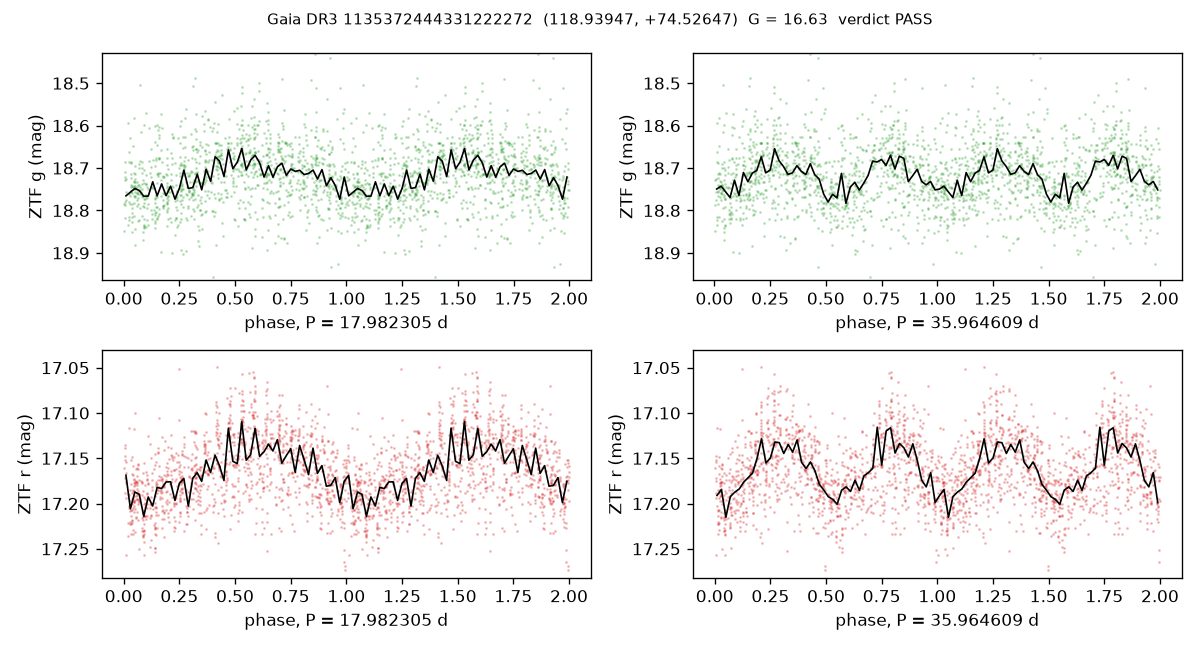 Gaia DR3 1135372444331222272 (118.93947, +74.52647) G = 16.63 verdict PASS
ZTF g (mag)
18.5
18.6
18.7
18.8
18.9
0.00 0.25 0.50 0.75 1.00 1.25 1.50 1.75 2.00
phase, P = 17.982305 d
ZTF g (mag)
18.5
18.6
18.7
18.8
18.9
0.00 0.25 0.50 0.75 1.00 1.25 1.50 1.75 2.00
phase, P = 35.964609 d
ZTF r (mag)
17.05
17.10
17.15
17.20
17.25
0.00 0.25 0.50 0.75 1.00 1.25 1.50 1.75 2.00
phase, P = 17.982305 d
ZTF r (mag)
17.05
17.10
17.15
17.20
17.25
0.00 0.25 0.50 0.75 1.00 1.25 1.50 1.75 2.00
phase, P = 35.964609 d